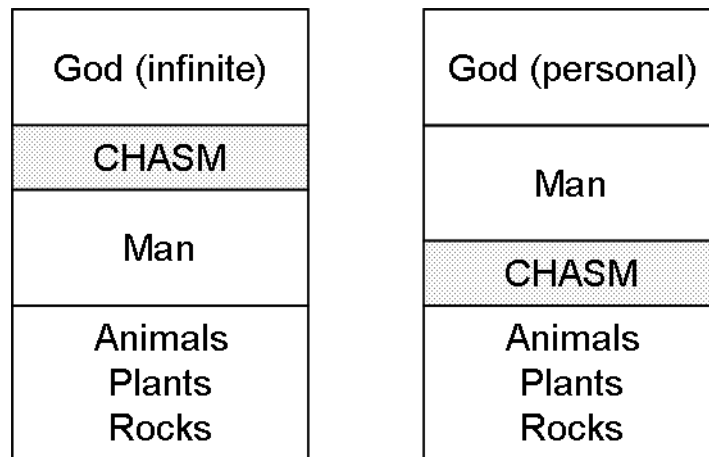 God (infinite)
CHASM
Man
Animals
Plants
Rocks
God (personal)
Man
CHASM
Animals
Plants
Rocks